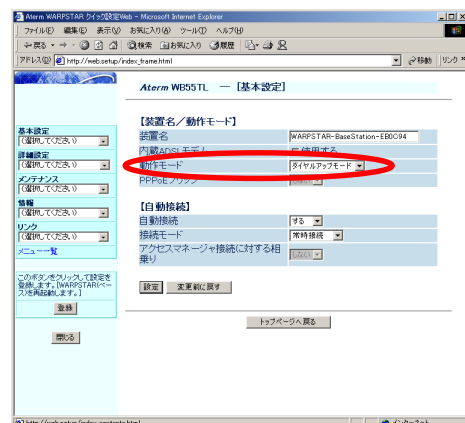 Aterm WARPSTAR クイック設定Web - Microsoft Internet Explorer
ファイル(F) 編集(E) 表示(V) お気に入り(A) ツール(T) ヘルプ(H)
戻る 検索 お気に入り 履歴
アドレス(D) http://web.setup/index_frame.html 移動 リンク
Aterm WB55TL — [基本設定]
【装置名／動作モード】
装置名 WARPSTAR-BaseStation-EB0C94
内蔵ADSLモデム 使用する
動作モード ダイヤルアップモード
PPPoEブリッジ
【自動接続】
自動接続 する
接続モード 常時接続
アクセスマネージャ接続に対する相乗り しない
設定 変更前に戻す
トップページへ戻る
基本設定
(選択してください)
詳細設定
(選択してください)
メンテナンス
(選択してください)
情報
(選択してください)
リンク
(選択してください)
メニュー一覧
このボタンをクリックして設定を
登録します。[WARPSTAR(ベー
ス)を再起動します。]
登録
閉じる
インターネット